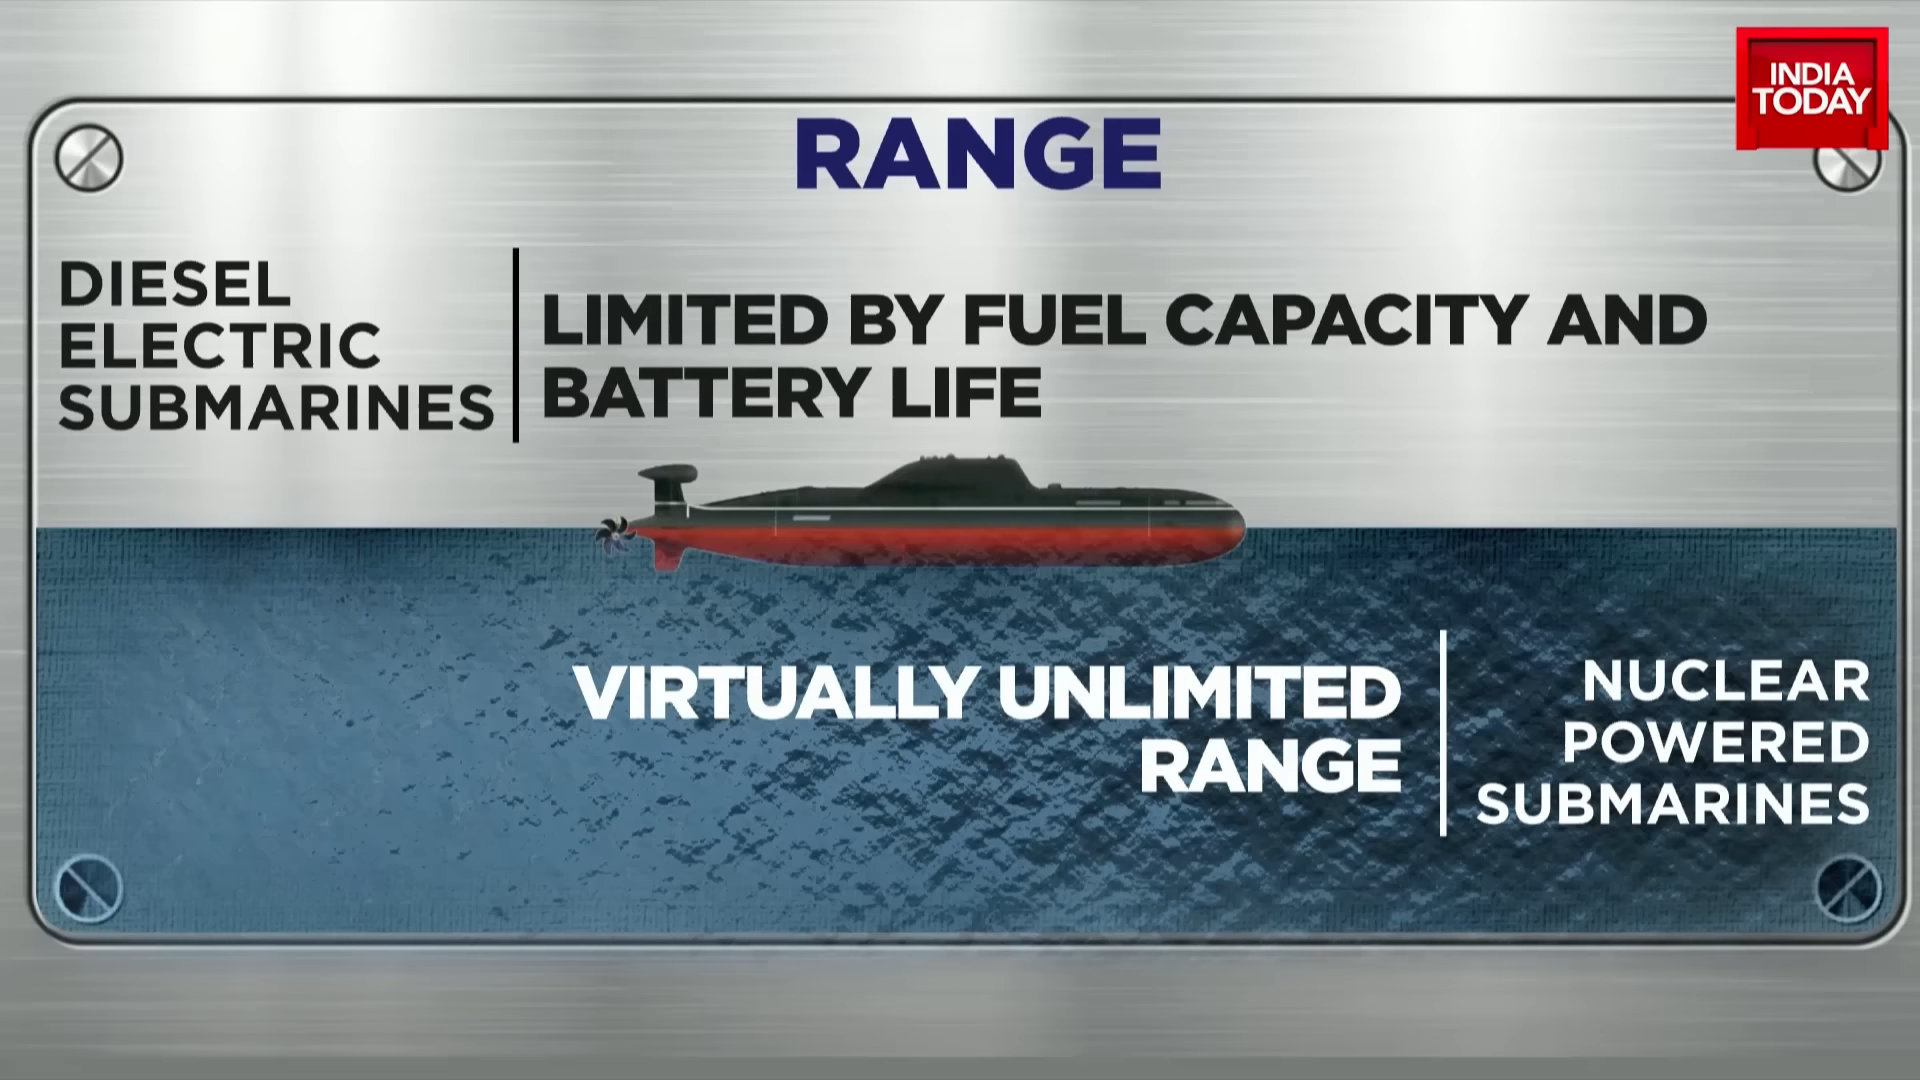 INDIA
TODAY
RANGE
DIESEL
ELECTRIC
SUBMARINES
LIMITED BY FUEL CAPACITY AND
BATTERY LIFE
VIRTUALLY UNLIMITED
RANGE
NUCLEAR
POWERED
SUBMARINES